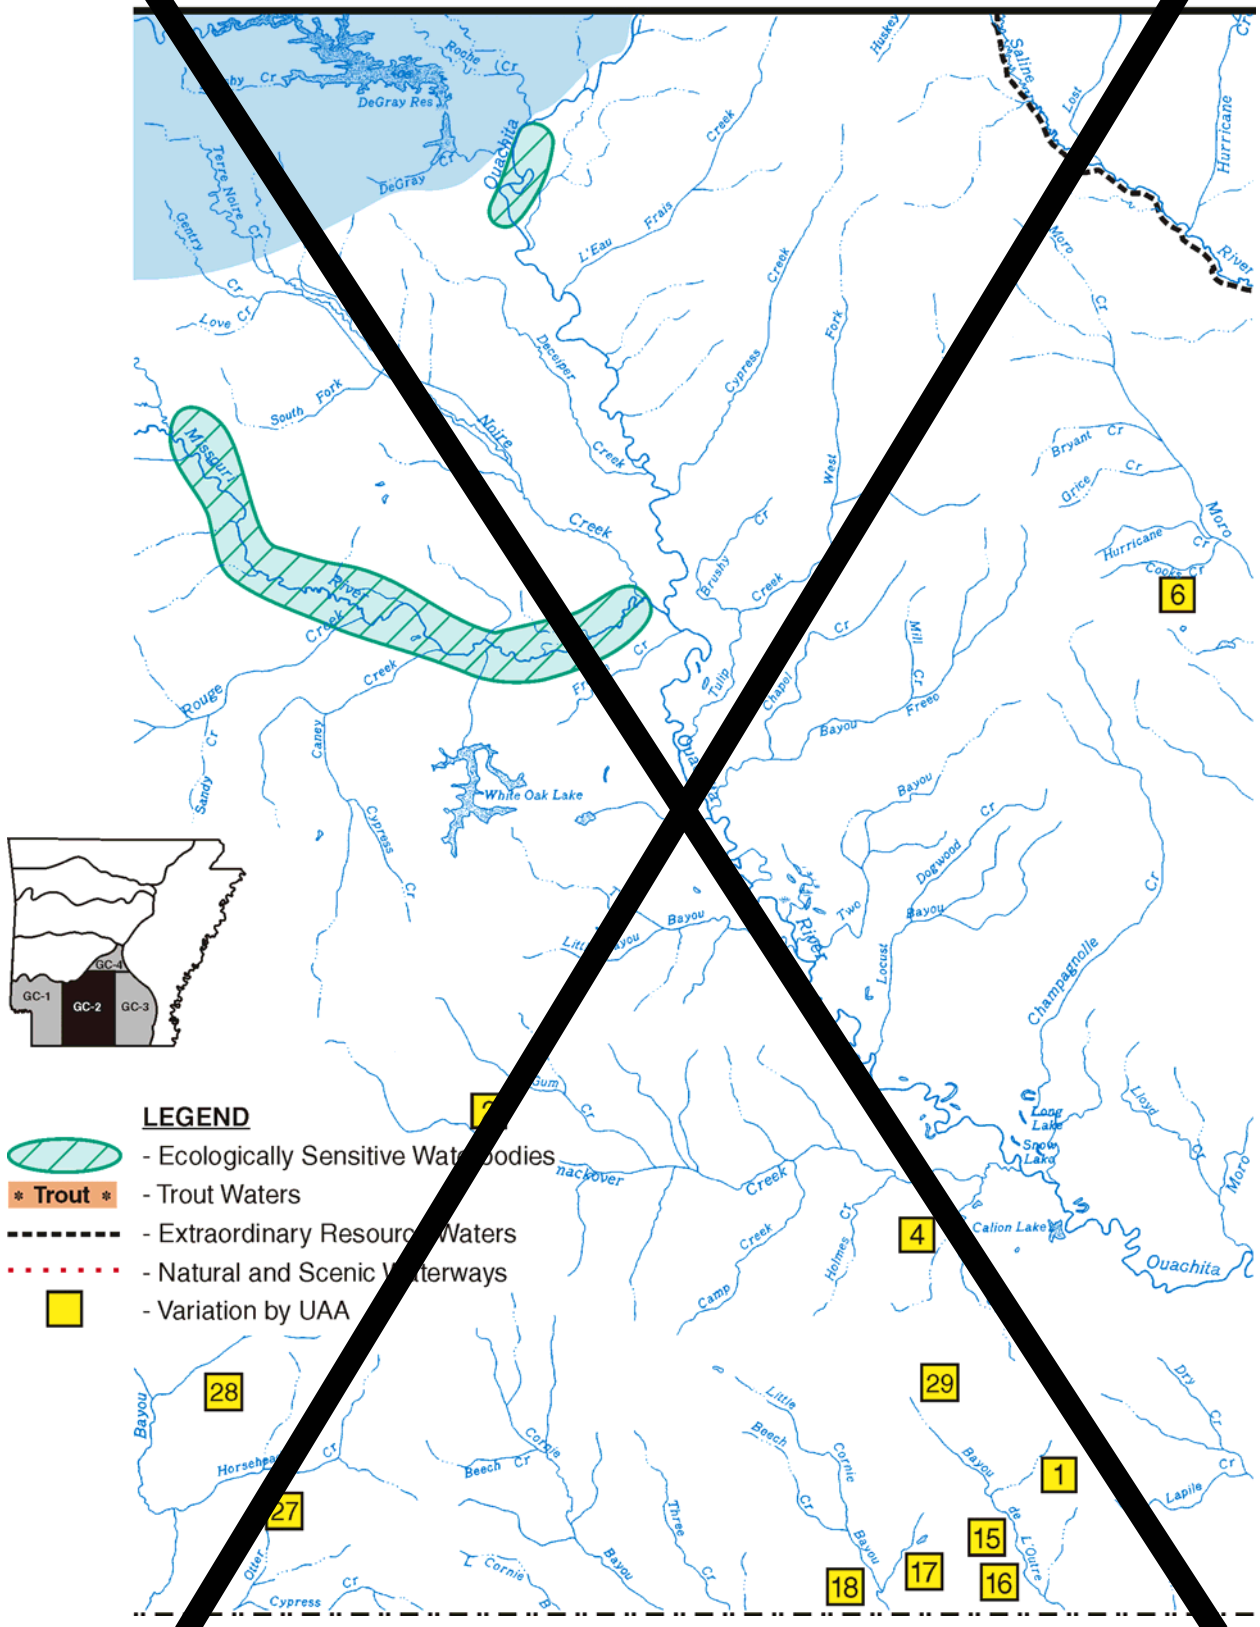 Huskey
Cr
Roche
Cr
Saline
Cr
DeGray Res
Lost
Hurricane
Ouachita
Creek
Cr
DeGray
Terre Noire
Cr
Gentry
Frais
L'Eau
Moro
River
Creek
Cr
Cr
Love Cr
Fork
Deceiper
Cypress
South Fork
Noire
Bryant Cr
Missouri
Creek
West
Cr
Grice
Moro
Creek
Cr
Hurricane
Cr
Cooks Cr
6
Brushy
Creek
River
Creek
Cr
Mill
Cr
Cr
Creek
Tulip
Chapel
Rouge
Freeo
Bayou
Caney
Cr
Sandy
White Oak Lake
Bayou
Cypress
Cr
Cr
Dogwood
Cr
Two
Bayou
Bayou
River
Locust
Champagnolle
GC-4
GC-1
GC-2
GC-3
Gum
Cr
Lloyd
Cr
Long
Lake
Snow
Lake
Moro
LEGEND
- Ecologically Sensitive Waterbodies
* Trout *
- Trout Waters
- Extraordinary Resource Waters
- Natural and Scenic Waterways
- Variation by UAA
nackover
Creek
Cr
Holmes
Creek
Camp
4
Calion Lake
Ouachita
28
29
Bayou
Little
Dry
Cr
Beech
Cornie
Cornie
Beech Cr
Cr
Bayou
1
Cr
Lapile
Cr
27
Three
Cr
Bayou
de
L'Outre
15
16
17
18
Bayou
Otter
Cornie
B
Cr
Cypress